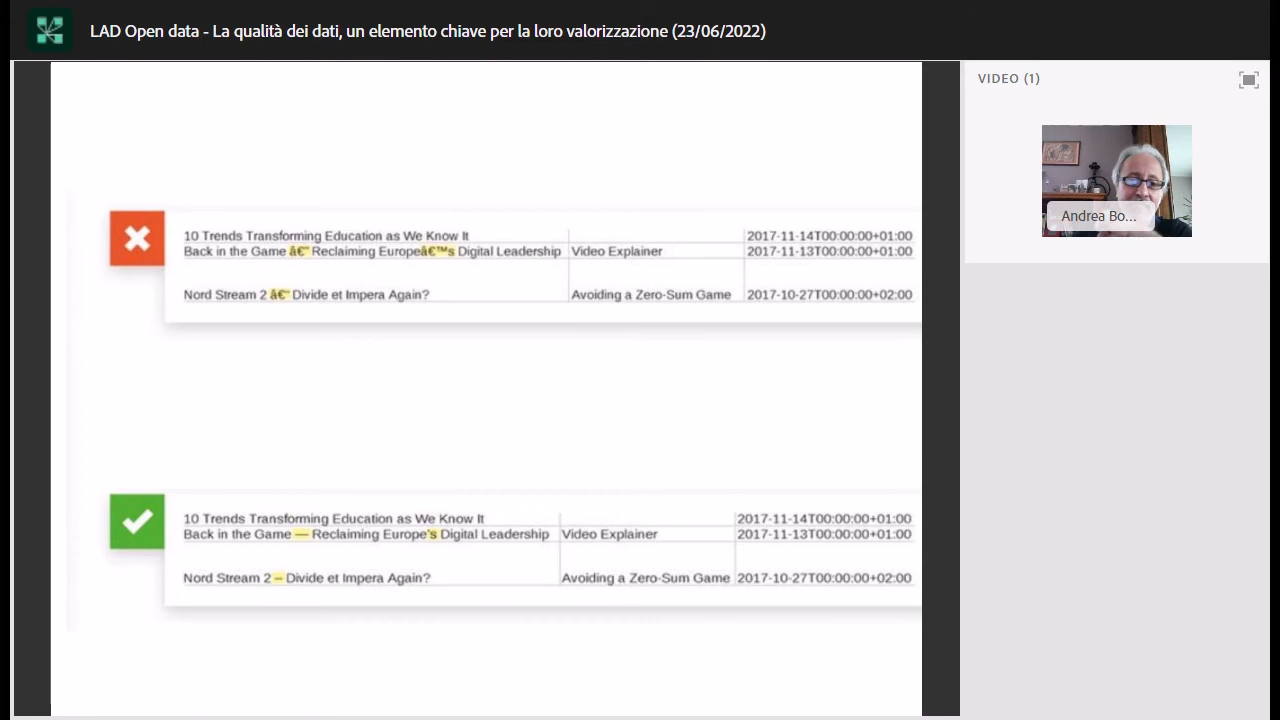 LAD Open data - La qualità dei dati, un elemento chiave per la loro valorizzazione (23/06/2022)
VIDEO (1)
Andrea Bo...
10 Trends Transforming Education as We Know It 2017-11-14T00:00:00+01:00
Back in the Game â€” Reclaiming Europeâ€™s Digital Leadership Video Explainer 2017-11-13T00:00:00+01:00
Nord Stream 2 â€“ Divide et Impera Again? Avoiding a Zero-Sum Game 2017-10-27T00:00:00+02:00
10 Trends Transforming Education as We Know It 2017-11-14T00:00:00+01:00
Back in the Game — Reclaiming Europe's Digital Leadership Video Explainer 2017-11-13T00:00:00+01:00
Nord Stream 2 – Divide et Impera Again? Avoiding a Zero-Sum Game 2017-10-27T00:00:00+02:00